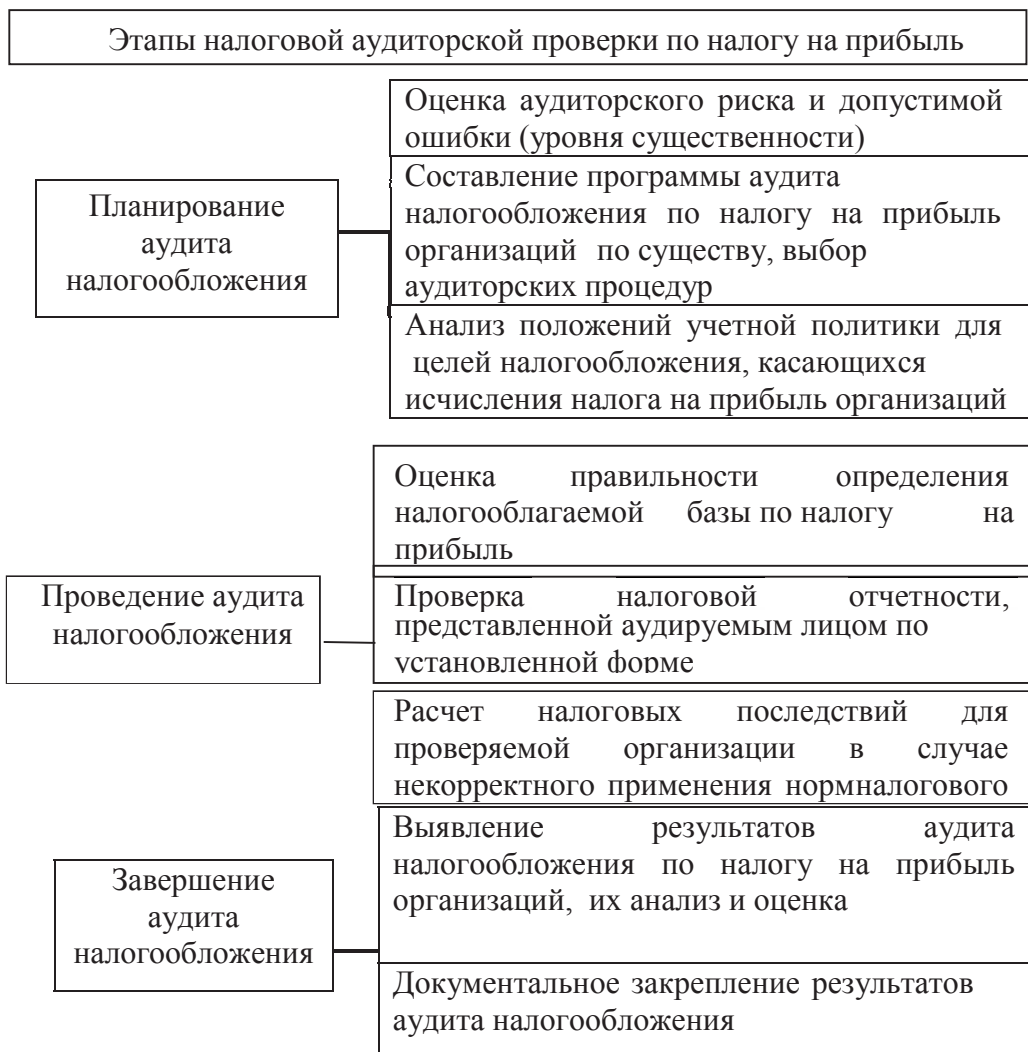 Этапы налоговой аудиторской проверки по налогу на прибыль
Планирование
аудита
налогообложения
Оценка аудиторского риска и допустимой
ошибки (уровня существенности)
Составление программы аудита
налогообложения по налогу на прибыль
организаций по существу, выбор
аудиторских процедур
Анализ положений учетной политики для
целей налогообложения, касающихся
исчисления налога на прибыль организаций
Проведение аудита
налогообложения
Оценка правильности определения
налогооблагаемой базы по налогу на
прибыль
Проверка налоговой отчетности,
представленной аудируемым лицом по
установленной форме
Расчет налоговых последствий для
проверяемой организации в случае
некорректного применения нормналогового
Завершение
аудита
налогообложения
Выявление результатов аудита
налогообложения по налогу на прибыль
организаций, их анализ и оценка
Документальное закрепление результатов
аудита налогообложения